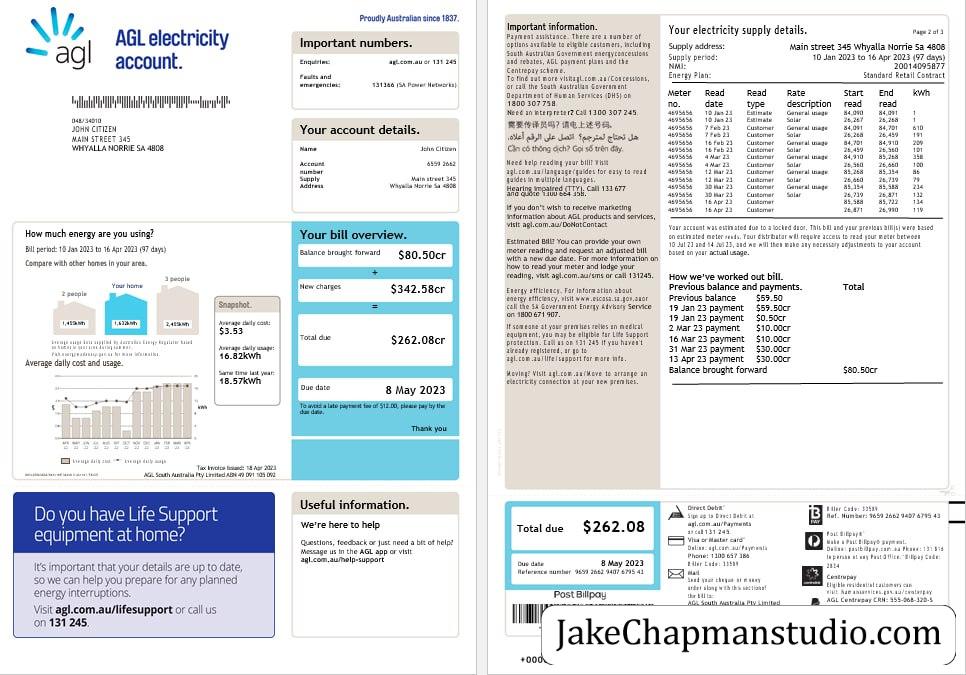 Proudly Australian since 1837.
agl
AGL electricity
account.
048/34010
JOHN CITIZEN
MAIN STREET 345
WHYALLA NORRIE SA 4808
Important numbers.
Enquiries: agl.com.au or 131 245
Faults and
emergencies: 131366 (SA Power Networks)
Your account details.
Name John Citizen
Account 6559 2662
number
Supply Main street 345
Address Whyalla Norrie Sa 4808
How much energy are you using?
Bill period: 10 Jan 2023 to 16 Apr 2023 (97 days)
Compare with other homes in your area.
2 people
Your home
3 people
1,455kWh
1,632kWh
2,455kWh
Average daily cost and usage.
$
kWh
Average daily cost
Average daily usage
Snapshot.
Average daily cost:
$3.53
Average daily usage:
16.82kWh
Same time last year:
18.57kWh
Tax Invoice Issued: 18 Apr 2023
AGL South Australia Pty Limited ABN 49 091 105 092
Your bill overview.
Balance brought forward $80.50cr
+
New charges $342.58cr
=
Total due $262.08cr
Due date 8 May 2023
To avoid a late payment fee of $12.00, please pay by the
due date.
Thank you
Do you have Life Support
equipment at home?
It's important that your details are up to date,
so we can help you prepare for any planned
energy interruptions.
Visit agl.com.au/lifesupport or call us
on 131 245.
Useful information.
We're here to help
Questions, feedback or just need a bit of help?
Message us in the AGL app or visit
agl.com.au/help-support
Important information.
Payment assistance. There are a number of
options available to eligible customers, including
South Australian Government energyconcessions
and rebates, AGL payment plans and the
Centrepay scheme.
To find out more visitagl.com.au/Concessions,
or call the South Australian Government
Department of Human Services (DHS) on
1800 307 758.
Need an interpreter? Call 1300 307 245.
需要传译员吗? 请电上述号码.
هل تحتاج لمترجم؟ اتصل على الرقم أعلاه.
Cần có thông dịch? Gọi số trên đây.
Need help reading your bill? Visit
agl.com.au/language/guides for easy to read
guides in multiple languages.
Hearing impaired (TTY). Call 133 677
and quote 1300 664 358.
If you don't wish to receive marketing
information about AGL products and services,
visit agl.com.au/DoNotContact
Estimated Bill? You can provide your own
meter reading and request an adjusted bill
with a new due date. For more information on
how to read your meter and lodge your
reading, visit agl.com.au/sms or call 131245.
Energy efficiency. For information about
energy efficiency, visit www.escosa.sa.gov.auor
call the SA Government Energy Advisory Service
on 1800 671 907.
If someone at your premises relies on medical
equipment, you may be eligible for Life Support
protection. Call us on 131 245 if you haven't
already registered, or go to
agl.com.au/life/support for more info.
Moving? Visit agl.com.au/Move to arrange an
electricity connection at your new premises.
Your electricity supply details.
Page 2 of 3
Supply address: Main street 345 Whyalla Norrie Sa 4808
Supply period: 10 Jan 2023 to 16 Apr 2023 (97 days)
NMI: 20014095877
Energy Plan: Standard Retail Contract
Meter Read Read Rate Start End kWh
no. date type description read read
4695656 10 Jan 23 Estimate General usage 84,090 84,091 1
4695656 10 Jan 23 Estimate Solar 26,267 26,268 1
4695656 7 Feb 23 Customer General usage 84,091 84,701 610
4695656 7 Feb 23 Customer Solar 26,268 26,459 191
4695656 16 Feb 23 Customer General usage 84,701 84,910 209
4695656 16 Feb 23 Customer Solar 26,459 26,560 101
4695656 4 Mar 23 Customer General usage 84,910 85,268 358
4695656 4 Mar 23 Customer Solar 26,560 26,660 100
4695656 12 Mar 23 Customer General usage 85,268 85,354 86
4695656 12 Mar 23 Customer Solar 26,660 26,739 79
4695656 30 Mar 23 Customer General usage 85,354 85,588 234
4695656 30 Mar 23 Customer Solar 26,739 26,871 132
4695656 16 Apr 23 Customer 85,588 85,722 134
4695656 16 Apr 23 Customer 26,871 26,990 119
Your account was estimated due to a locked door. This bill and your previous bill(s) were based
on estimated meter reads. Your distributor will require access to read your meter between
10 Jul 23 and 14 Jul 23, and we will then make any necessary adjustments to your account
based on your actual usage.
How we've worked out bill.
Previous balance and payments. Total
Previous balance $59.50
19 Jan 23 payment $10.00cr
19 Jan 23 payment $0.50cr
2 Mar 23 payment $10.00cr
16 Mar 23 payment $30.00cr
31 Mar 23 payment $30.00cr
13 Apr 23 payment $30.00cr
Balance brought forward $80.50cr
Total due $262.08
Due date 8 May 2023
Reference number 9659 2662 9407 6795 43
Post Billpay
Direct Debit
Sign up to Direct Debit at
agl.com.au/Payments
or call 131 245.
Visa or Master card
Online: agl.com.au/Payments
Phone: 1300 657 386
Biller Code: 33589
Mail
Send your cheque or money
order along with this section of
the bill to:
AGL South Australia Pty Limited
B
PAY
Biller Code: 33589
Ref. Number: 9659 2662 9407 6795 43
Post Billpay
Make a Post Billpay payment.
Online: postbillpay.com.au Phone: 131 816
In person at any Post Office. Billpay Code:
2834
Centrepay
Eligible residential customers can
visit humanservices.gov.au/centrepay
AGL Centrepay CRN: 555-068-320-S
JakeChapmanstudio.com